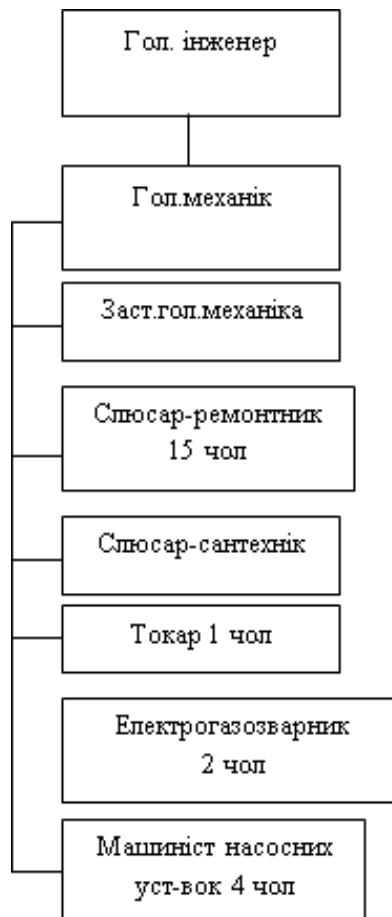 Гол. інженер
Гол.механік
Заст.гол.механіка
Слюсар-ремонтник
15 чол
Слюсар-сантехнік
Токар 1 чол
Електрогазозварник
2 чол
Машиніст насосних
уст-вок 4 чол